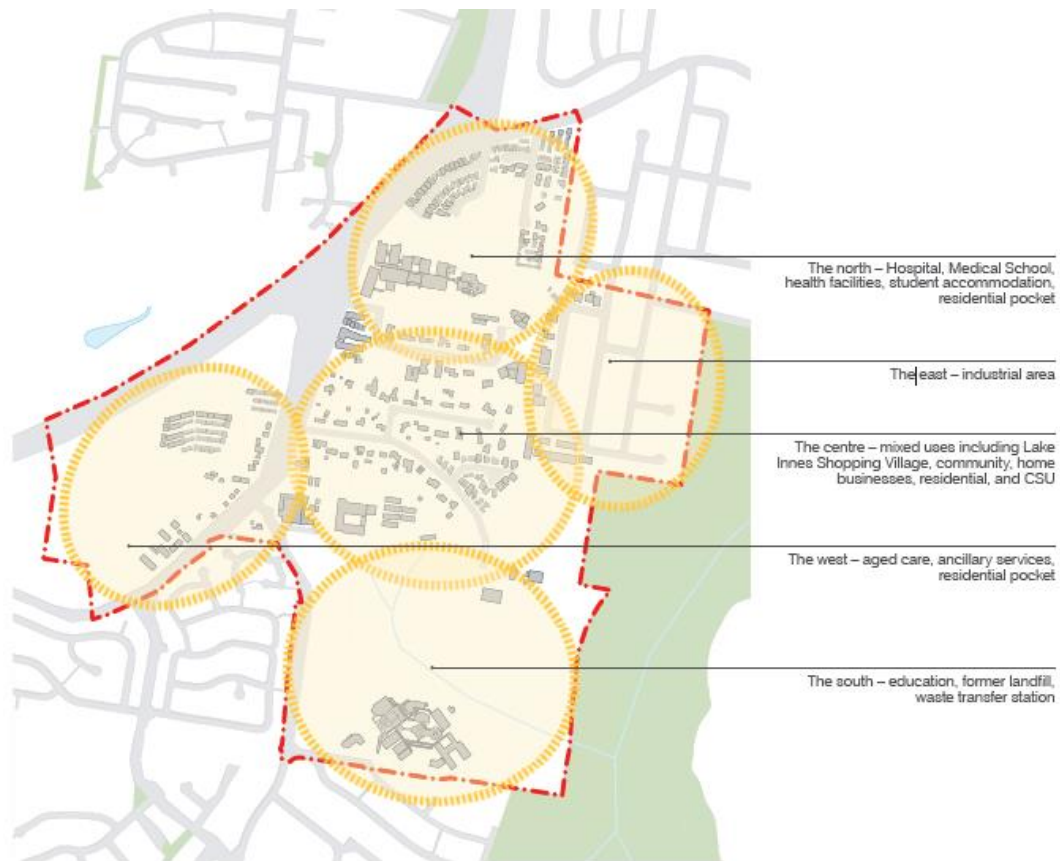 The north – Hospital, Medical School,
health facilities, student accommodation,
residential pocket
The east – industrial area
The centre – mixed uses including Lake
Innes Shopping Village, community, home
businesses, residential, and CSU
The west – aged care, ancillary services,
residential pocket
The south – education, former landfill,
waste transfer station